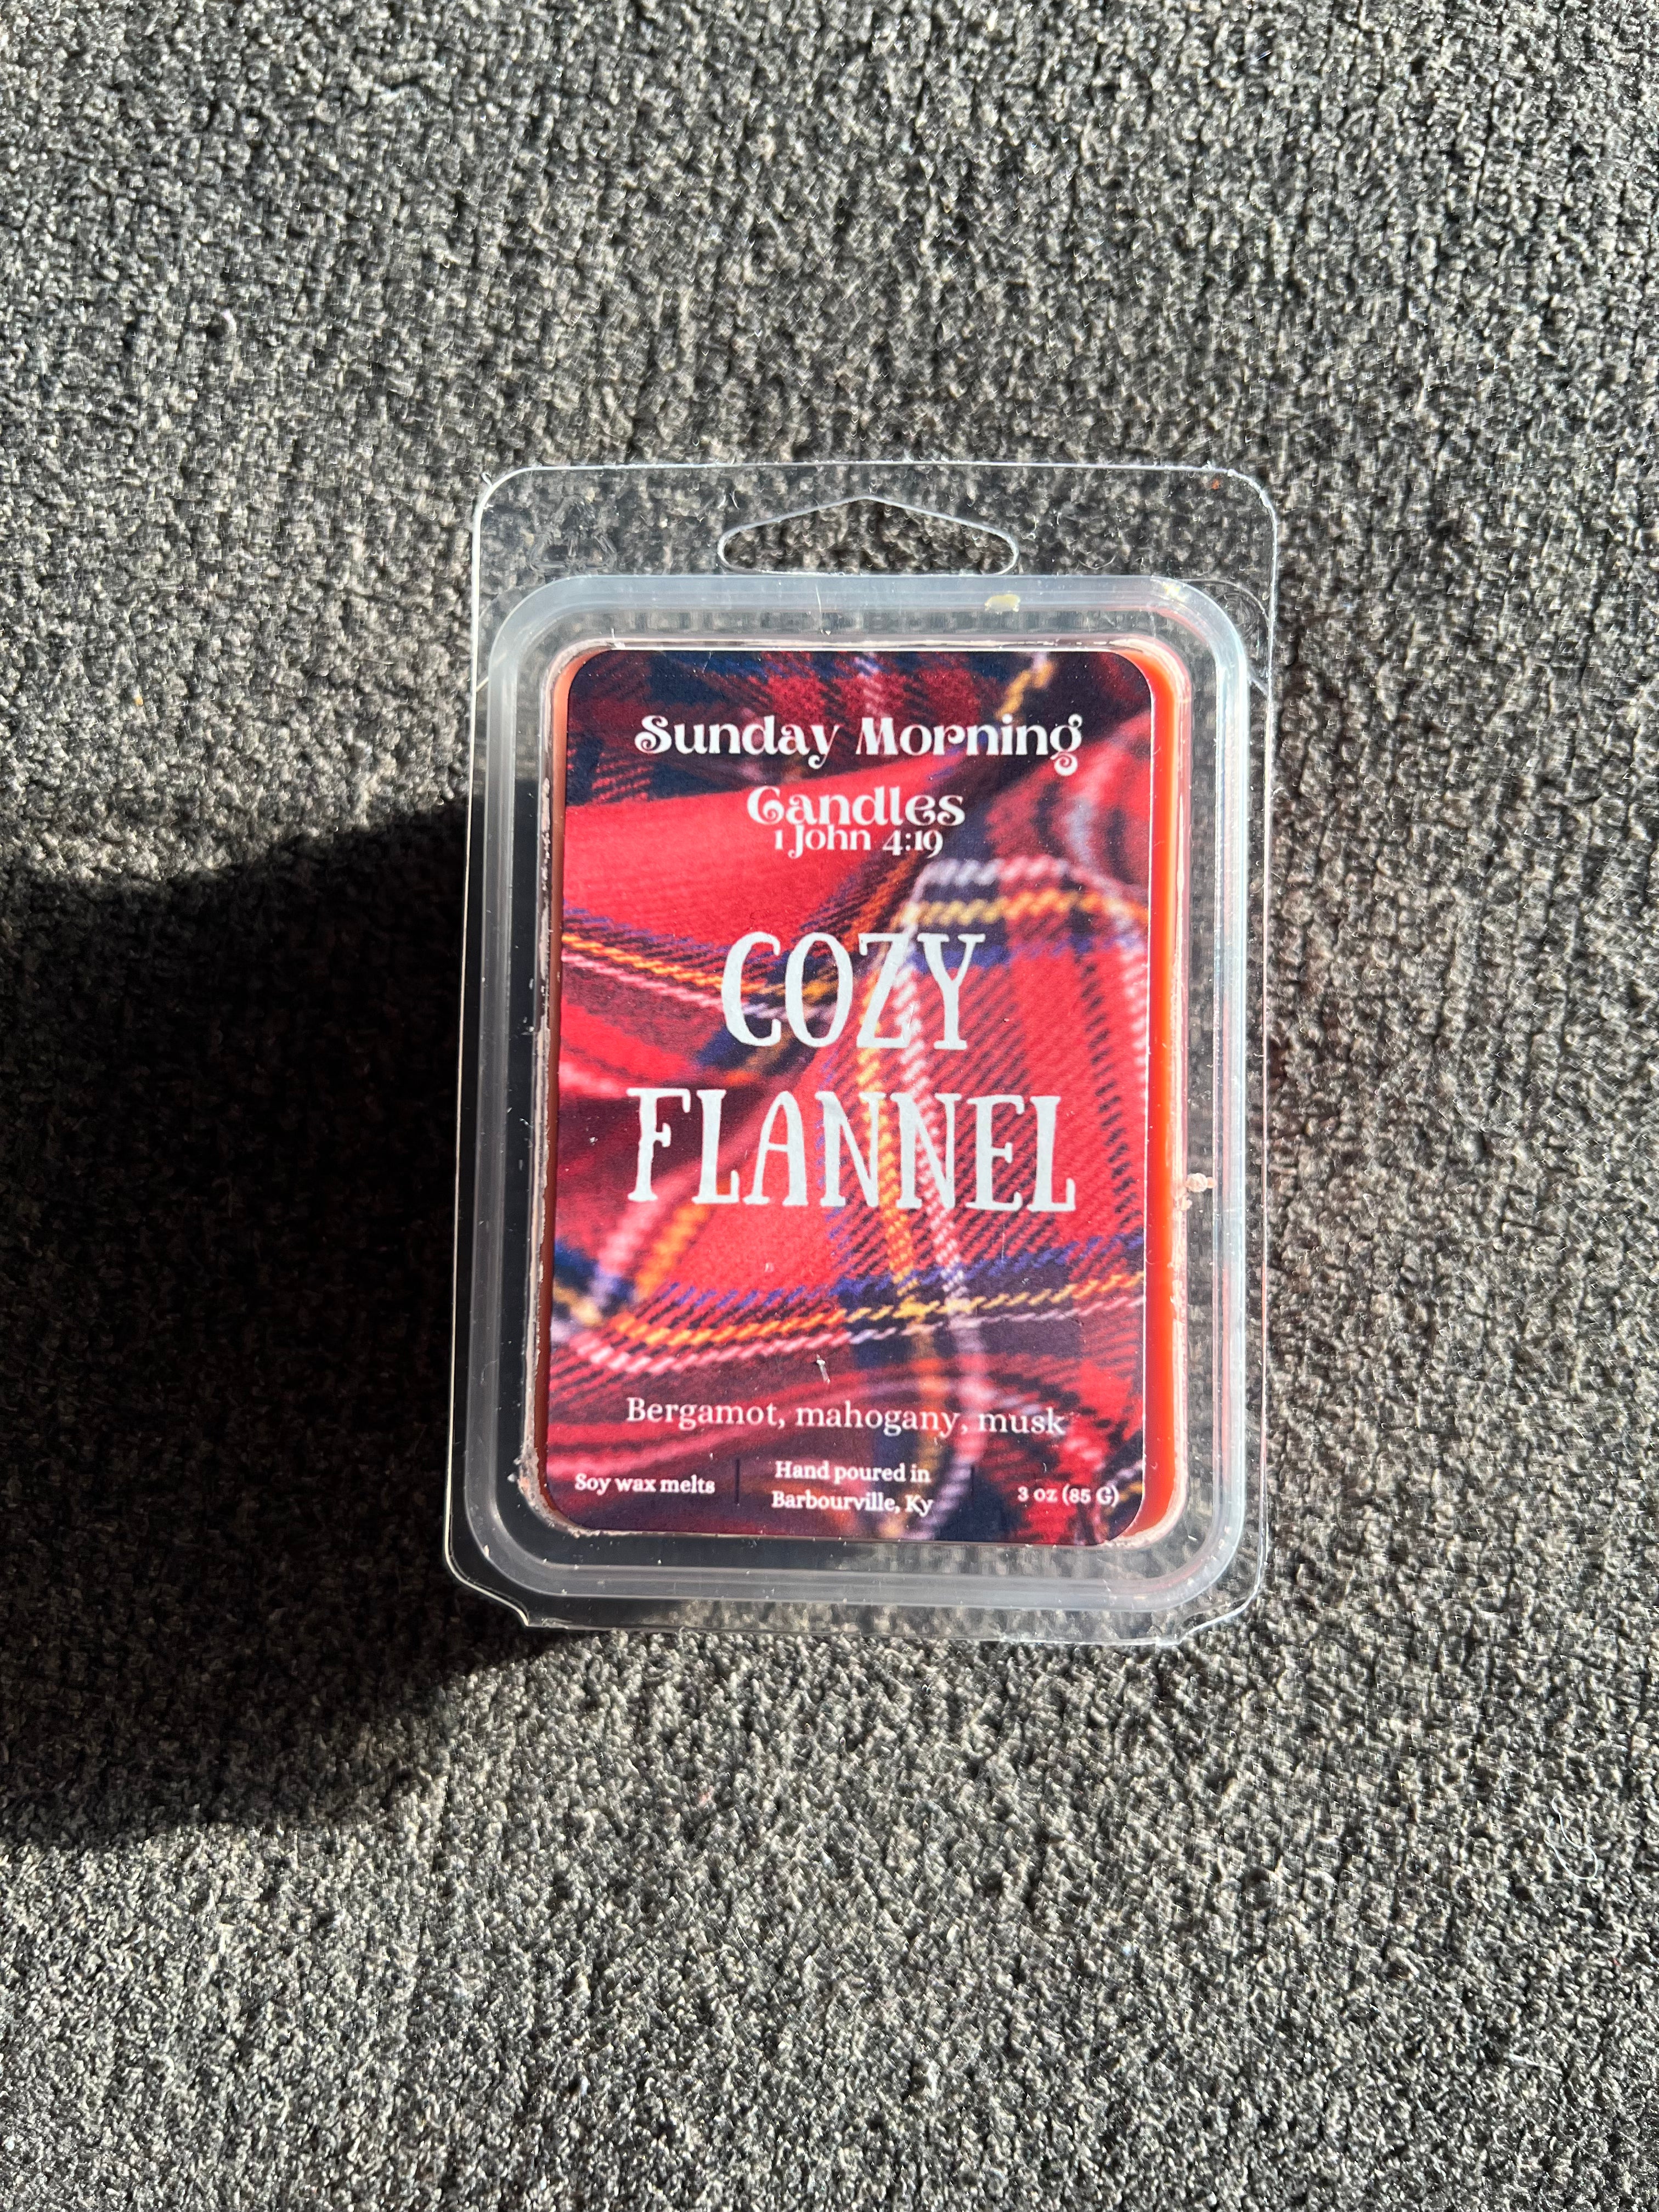 Sunday Morning
Candles
1 John 4:19
COZY
FLANNEL
Bergamot, mahogany, musk
Soy wax melts
Hand poured in
Barbourville, Ky
3 oz (85 G)